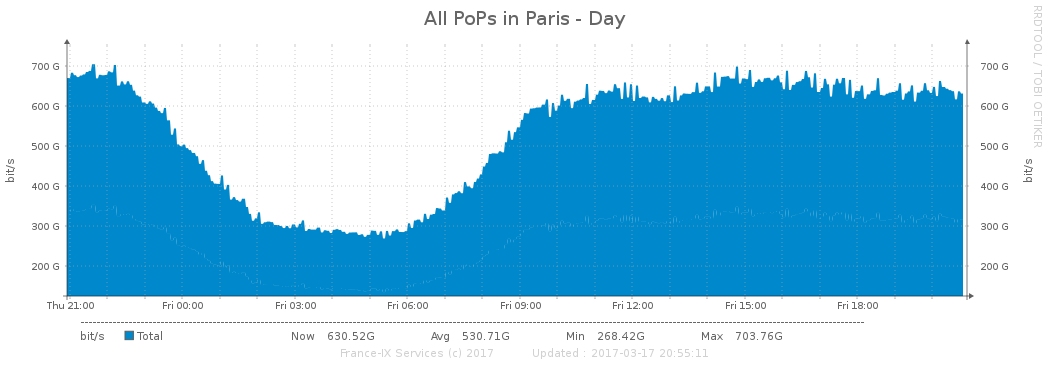 All PoPs in Paris - Day
RRDTOOL / TOBI OETIKER
bit/s
700 G
600 G
500 G
400 G
300 G
200 G
700 G
600 G
500 G
400 G
300 G
200 G
bit/s
Thu 21:00 Fri 00:00 Fri 03:00 Fri 06:00 Fri 09:00 Fri 12:00 Fri 15:00 Fri 18:00
bit/s Total Now 630.52G Avg 530.71G Min 268.42G Max 703.76G
France-IX Services (c) 2017 Updated : 2017-03-17 20:55:11